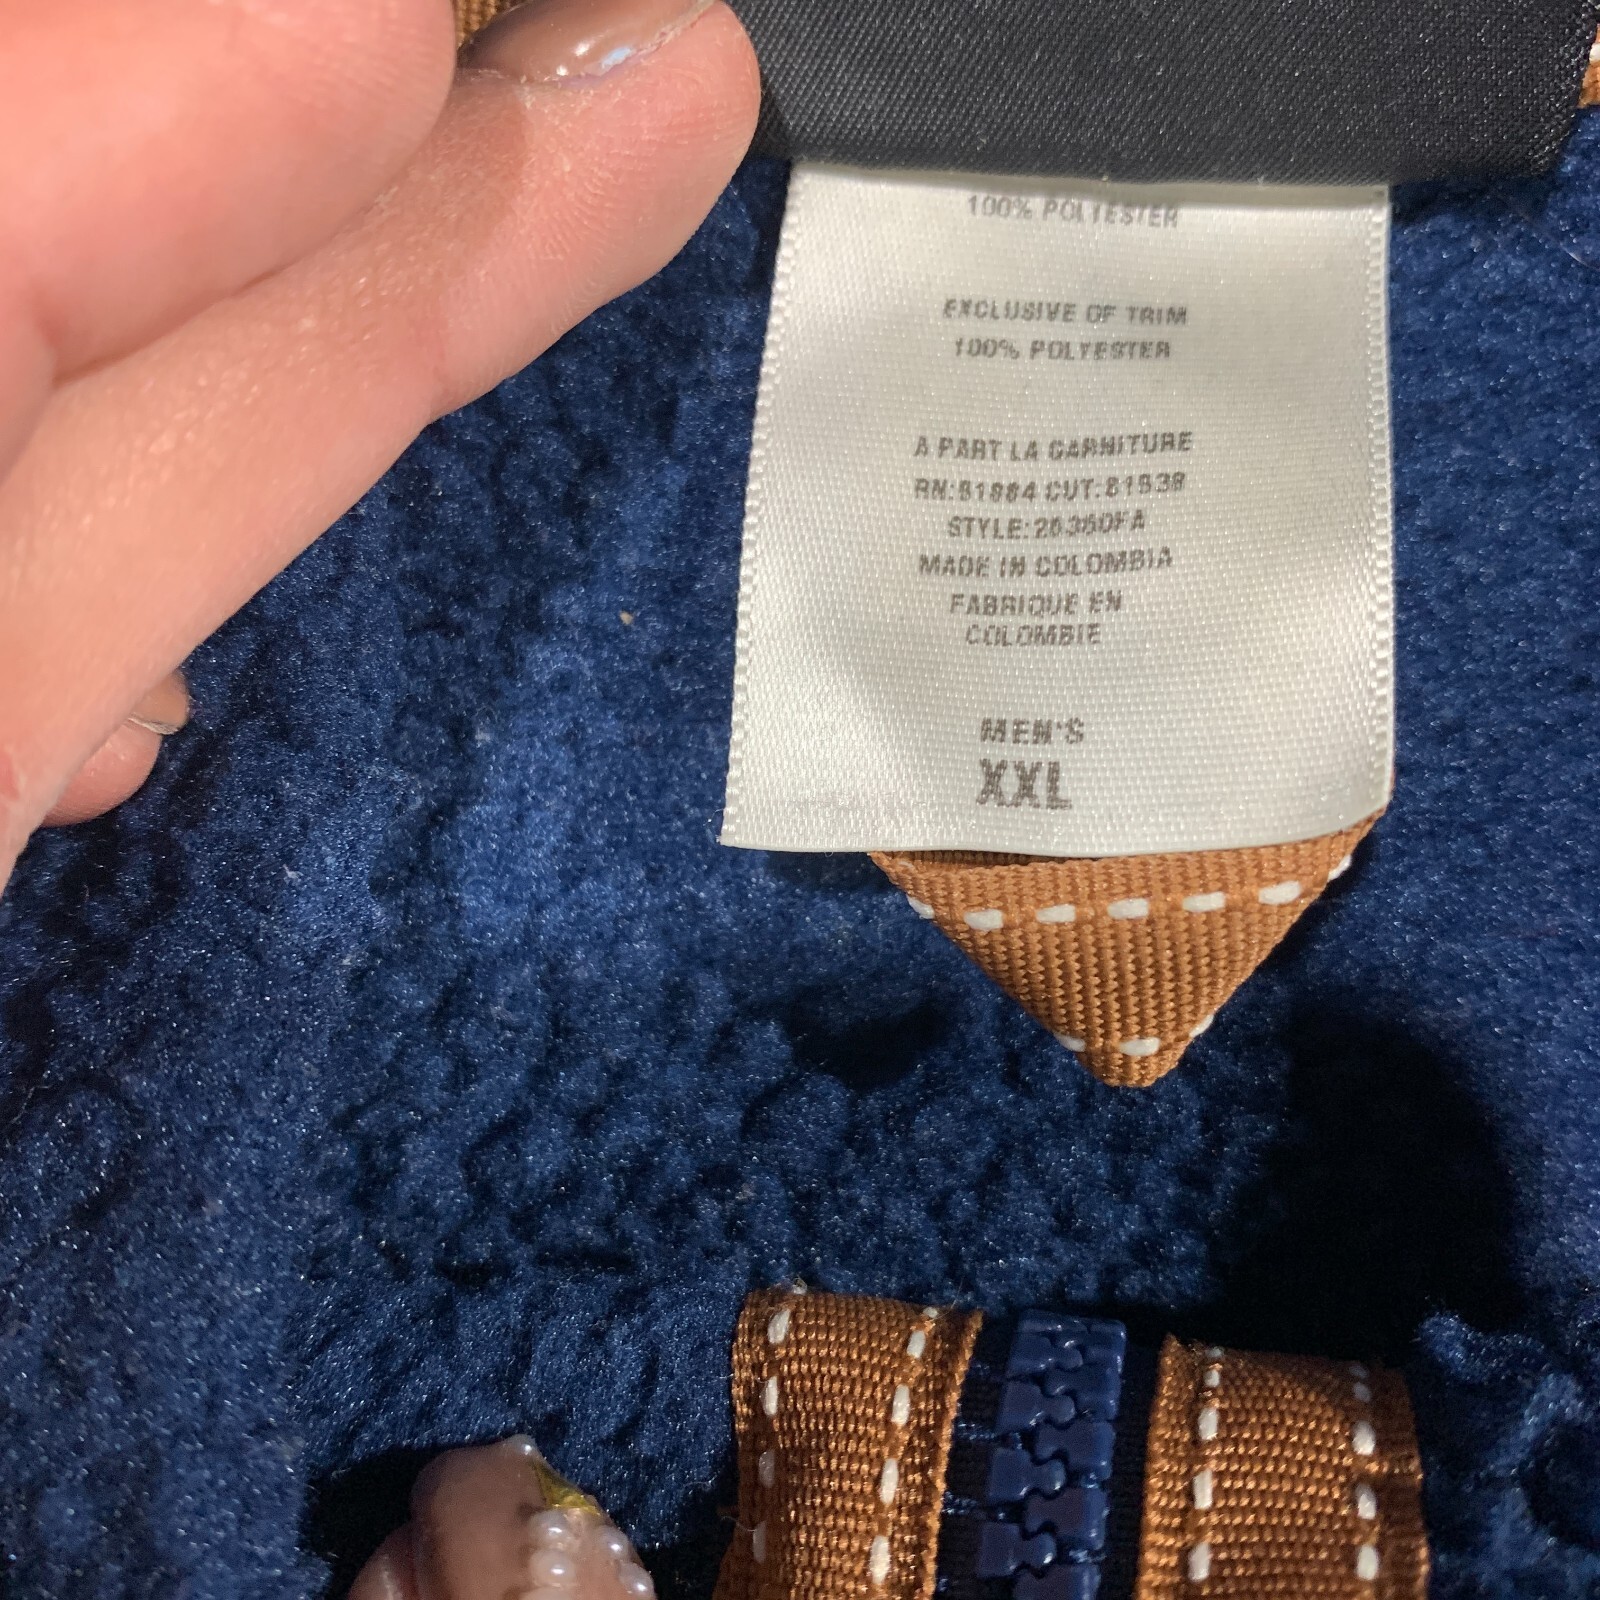 100% POLYESTER
EXCLUSIVE OF TRIM
100% POLYESTER
A PART LA GARNITURE
RN:51884 CUT:81538
STYLE:26360FA
MADE IN COLOMBIA
FABRIQUE EN
COLOMBIE
MEN'S
XXL